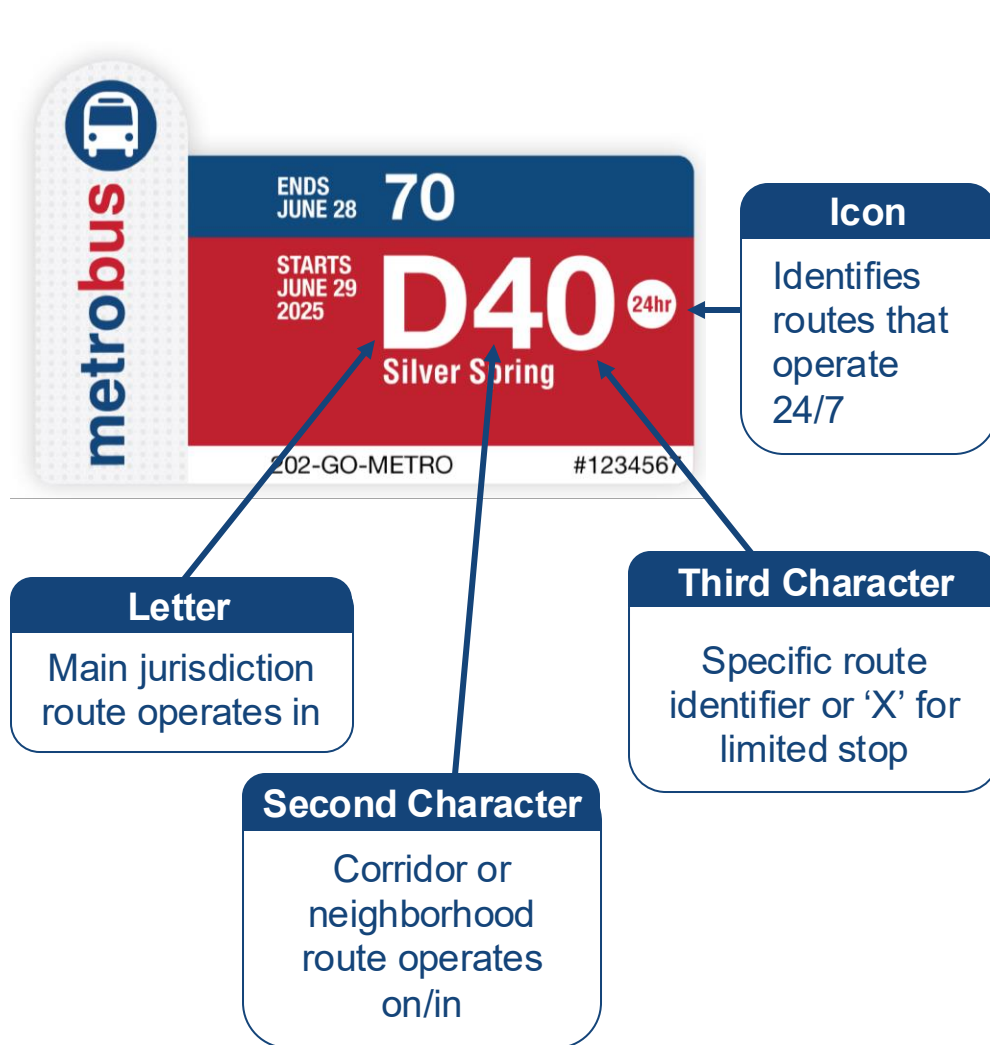 metrobus
ENDS
JUNE 28
70
STARTS
JUNE 29
2025
D40
24hr
Silver Spring
202-GO-METRO
#1234567
Icon
Identifies
routes that
operate
24/7
Letter
Main jurisdiction
route operates in
Second Character
Corridor or
neighborhood
route operates
on/in
Third Character
Specific route
identifier or ‘X’ for
limited stop